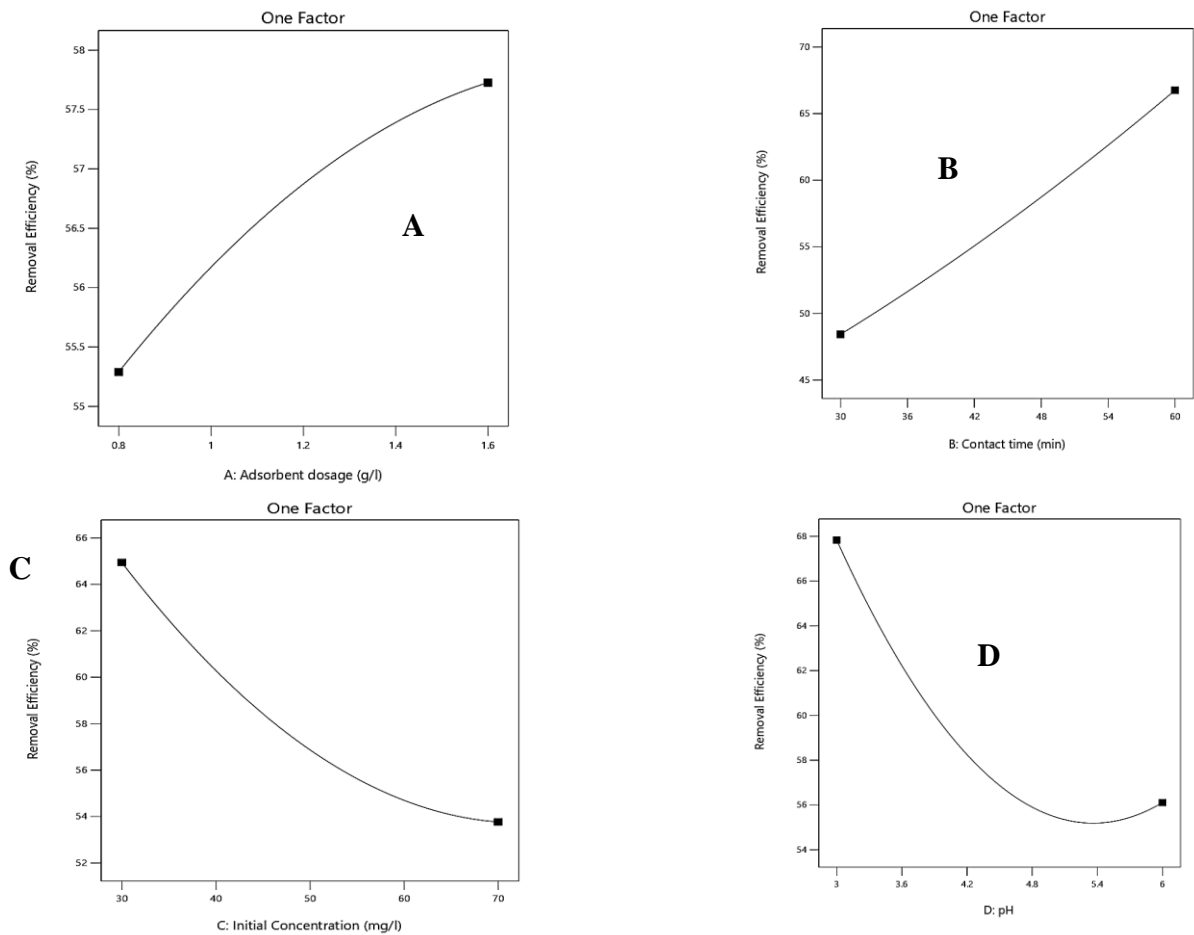 One Factor
58
57.5
57
56.5
56
55.5
55
Removal Efficiency (%)
A
0.8 1 1.2 1.4 1.6
A: Adsorbent dosage (g/l)
One Factor
70
65
60
55
50
45
Removal Efficiency (%)
B
30 36 42 48 54 60
B: Contact time (min)
C
One Factor
66
64
62
60
58
56
54
52
Removal Efficiency (%)
30 40 50 60 70
C: Initial Concentration (mg/l)
One Factor
68
66
64
62
60
58
56
54
Removal Efficiency (%)
D
3 3.6 4.2 4.8 5.4 6
D: pH